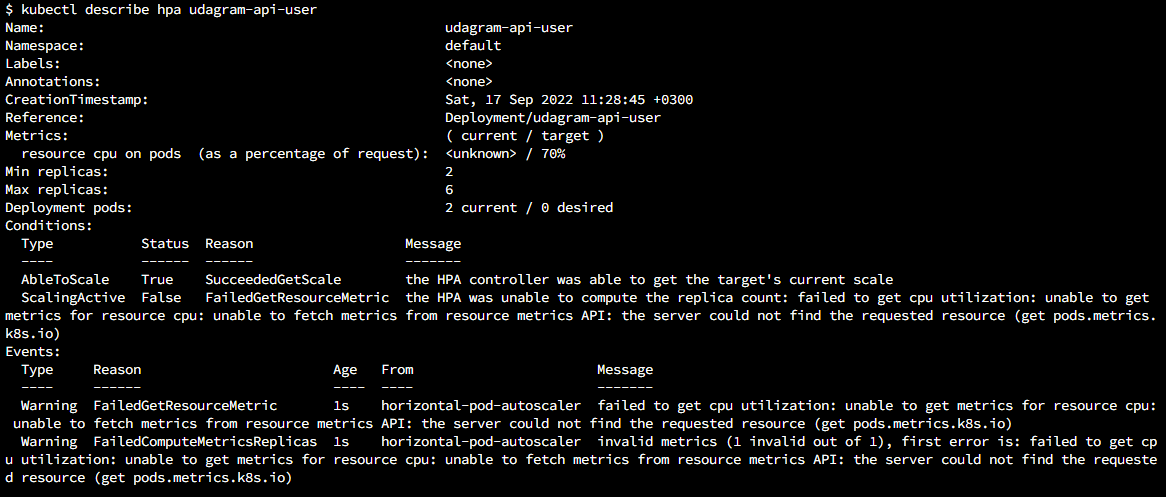 $ kubectl describe hpa udagram-api-user
Name:                                                  udagram-api-user
Namespace:                                             default
Labels:                                                <none>
Annotations:                                           <none>
CreationTimestamp:                                     Sat, 17 Sep 2022 11:28:45 +0300
Reference:                                             Deployment/udagram-api-user
Metrics:                                               ( current / target )
  resource cpu on pods  (as a percentage of request):  <unknown> / 70%
Min replicas:                                          2
Max replicas:                                          6
Deployment pods:                                       2 current / 0 desired
Conditions:
  Type           Status  Reason                   Message
  ----           ------  ------                   -------
  AbleToScale    True    SucceededGetScale        the HPA controller was able to get the target's current scale
  ScalingActive  False   FailedGetResourceMetric  the HPA was unable to compute the replica count: failed to get cpu utilization: unable to get
metrics for resource cpu: unable to fetch metrics from resource metrics API: the server could not find the requested resource (get pods.metrics.
k8s.io)
Events:
  Type     Reason                        Age   From                       Message
  ----     ------                        ----  ----                       -------
  Warning  FailedGetResourceMetric       1s    horizontal-pod-autoscaler  failed to get cpu utilization: unable to get metrics for resource cpu:
 unable to fetch metrics from resource metrics API: the server could not find the requested resource (get pods.metrics.k8s.io)
  Warning  FailedComputeMetricsReplicas  1s    horizontal-pod-autoscaler  invalid metrics (1 invalid out of 1), first error is: failed to get cp
u utilization: unable to get metrics for resource cpu: unable to fetch metrics from resource metrics API: the server could not find the requeste
d resource (get pods.metrics.k8s.io)